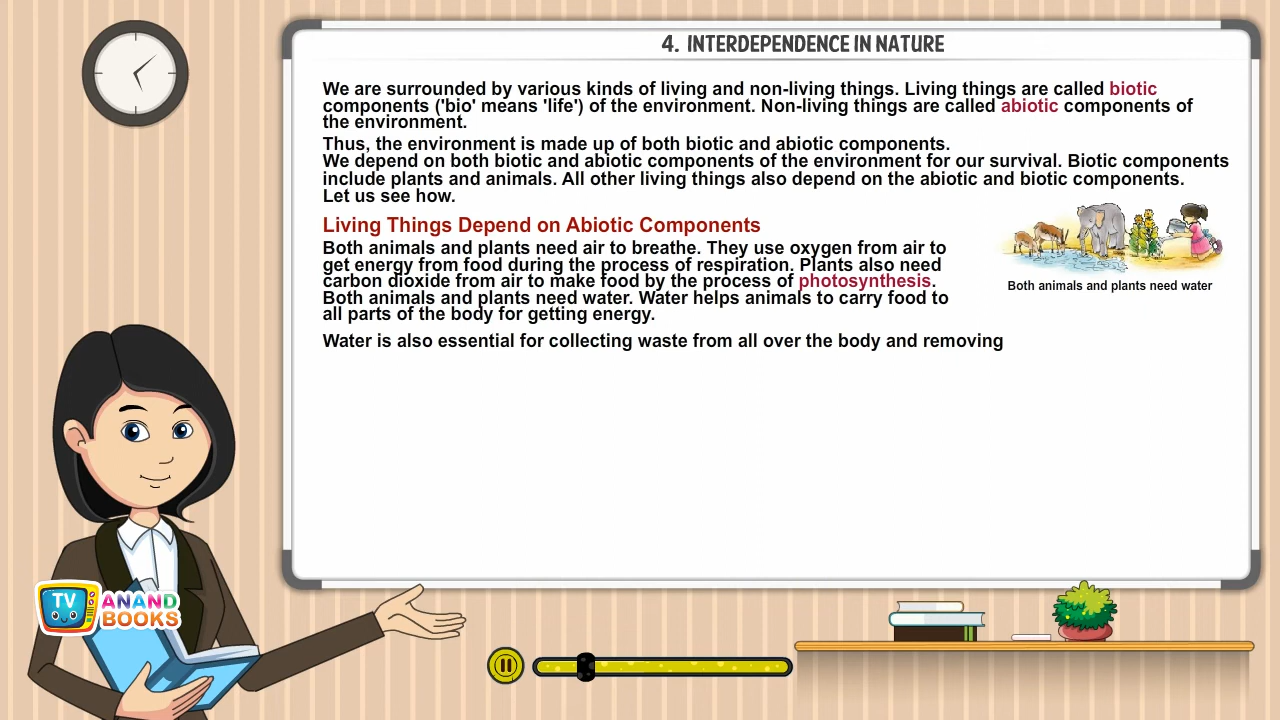 4. INTERDEPENDENCE IN NATURE
We are surrounded by various kinds of living and non-living things. Living things are called biotic
components ('bio' means 'life') of the environment. Non-living things are called abiotic components of
the environment.
Thus, the environment is made up of both biotic and abiotic components.
We depend on both biotic and abiotic components of the environment for our survival. Biotic components
include plants and animals. All other living things also depend on the abiotic and biotic components.
Let us see how.
Living Things Depend on Abiotic Components
Both animals and plants need air to breathe. They use oxygen from air to
get energy from food during the process of respiration. Plants also need
carbon dioxide from air to make food by the process of photosynthesis.
Both animals and plants need water. Water helps animals to carry food to
all parts of the body for getting energy.
Both animals and plants need water
Water is also essential for collecting waste from all over the body and removing
TV
ANAND
BOOKS